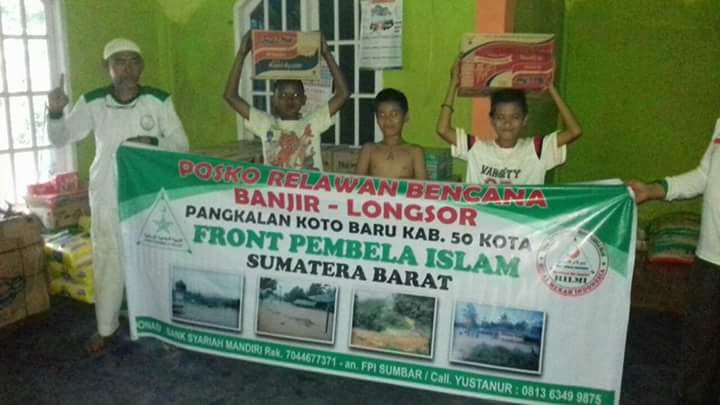 POSKO RELAWAN BENCANA
BANJIR - LONGSOR
PANGKALAN KOTO BARU KAB. 50 KOTA
FRONT PEMBELA ISLAM
SUMATERA BARAT
HILMI
BANK SYARIAH MANDIRI Rek. 7044677371 - an. FPI SUMBAR / Call. YUSTANUR : 0813 6349 9875
VARSITY